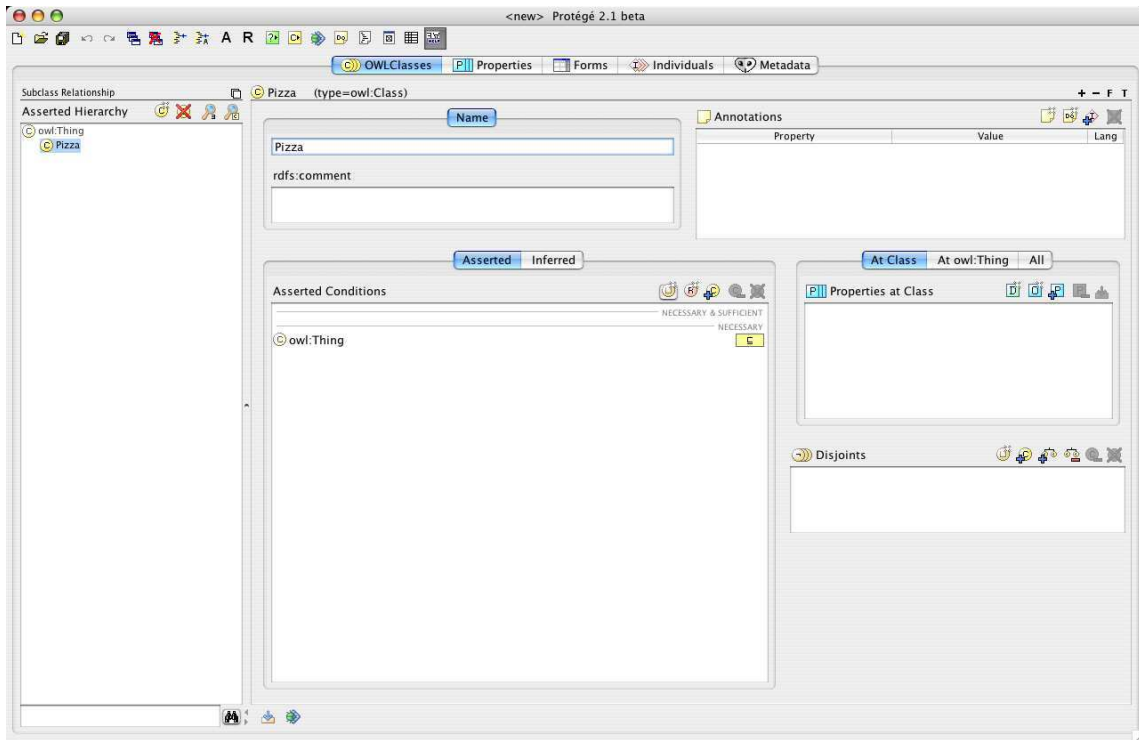 <new> Protégé 2.1 beta
A R
OWLClasses Properties Forms Individuals Metadata
Subclass Relationship
Asserted Hierarchy
owl:Thing
Pizza
Pizza (type=owl:Class)
+ − F T
Name
Pizza
rdfs:comment
Annotations
Property Value Lang
Asserted Inferred
Asserted Conditions
NECESSARY & SUFFICIENT
NECESSARY
owl:Thing
At Class At owl:Thing All
Properties at Class
Disjoints